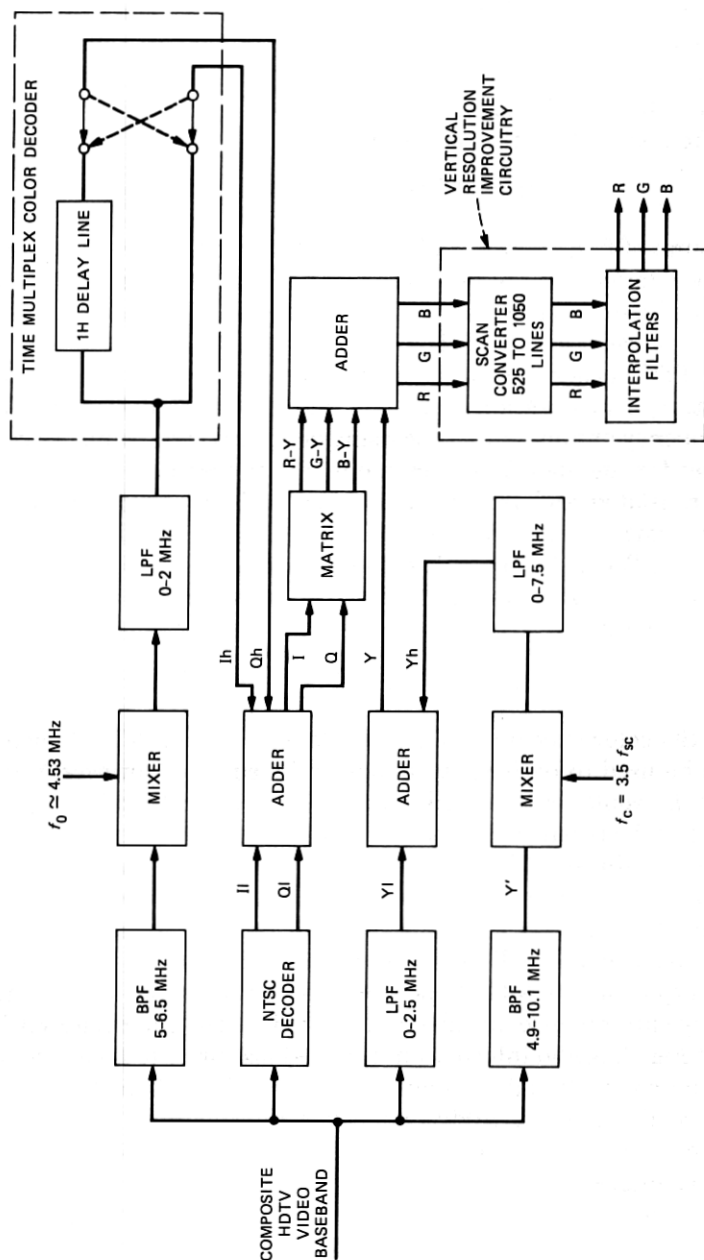 COMPOSITE
HDTV
VIDEO
BASEBAND
BPF
5–6.5 MHz
f0 ≃ 4.53 MHz
MIXER
LPF
0–2 MHz
TIME MULTIPLEX COLOR DECODER
1H DELAY LINE
NTSC
DECODER
Il
Ql
ADDER
Ih
Qh
I
Q
MATRIX
R–Y
G–Y
B–Y
ADDER
LPF
0–2.5 MHz
Yl
ADDER
Y
Yh
BPF
4.9–10.1 MHz
Y'
MIXER
fC = 3.5 fsc
LPF
0–7.5 MHz
R
G
B
VERTICAL
RESOLUTION
IMPROVEMENT
CIRCUITRY
SCAN
CONVERTER
525 TO 1050
LINES
R
G
B
INTERPOLATION
FILTERS
R
G
B